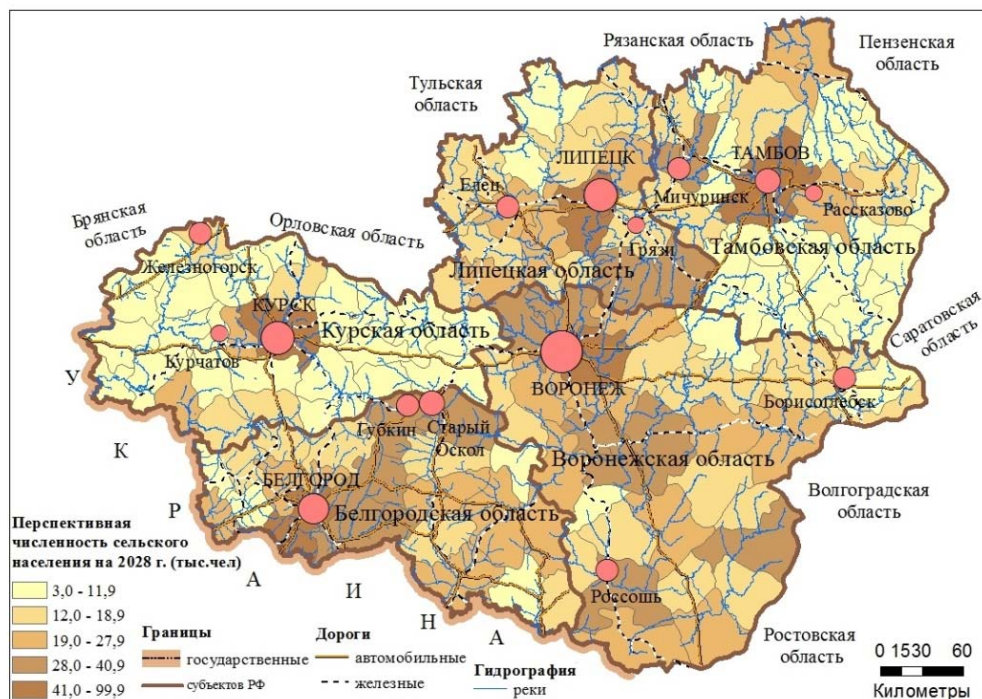 Рязанская область
Пензенская
область
Тульская
область
ЛИПЕЦК
ТАМБОВ
Елец
Мичуринск
Рассказово
Брянская
область
Орловская область
Грязи
Тамбовская область
Железногорск
Липецкая область
КУРСК
Курская область
Саратовская
область
Курчатов
ВОРОНЕЖ
Борисоглебск
У
К
Р
А
И
Н
А
Губкин
Старый
Оскол
Воронежская область
БЕЛГОРОД
Белгородская область
Волгоградская
область
Россошь
Ростовская
область
Перспективная
численность сельского
населения на 2028 г. (тыс.чел)
3,0 - 11,9
12,0 - 18,9
19,0 - 27,9
28,0 - 40,9
41,0 - 99,9
Границы
государственные
субъектов РФ
Дороги
автомобильные
железные
Гидрография
реки
0 1530 60
Километры